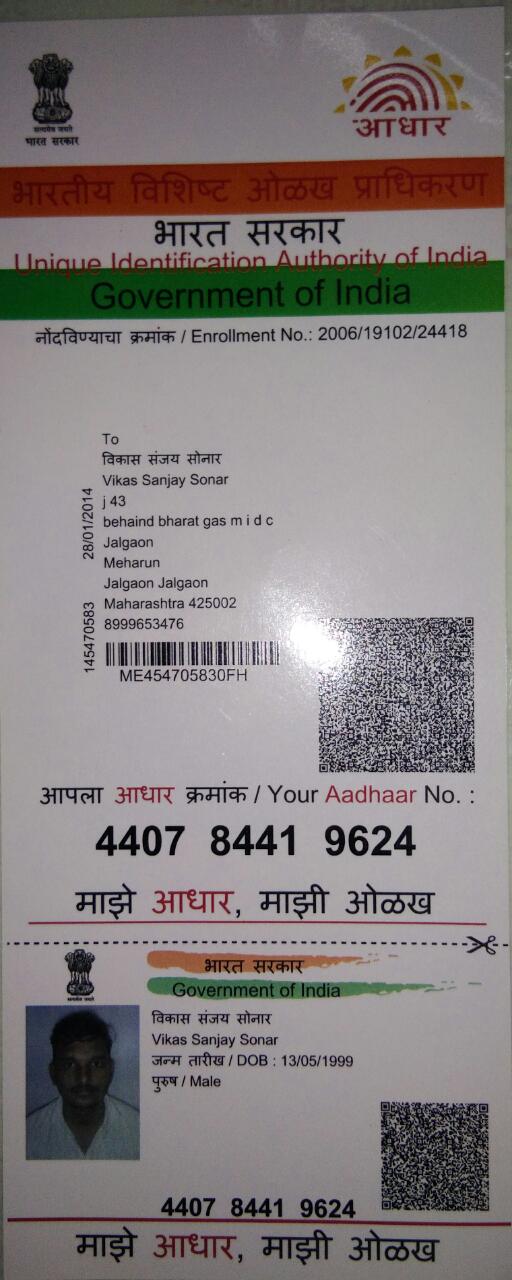 सत्यमेव जयते
भारत सरकार
आधार
भारतीय विशिष्ट ओळख प्राधिकरण
भारत सरकार
Unique Identification Authority of India
Government of India
नोंदविण्याचा क्रमांक / Enrollment No.: 2006/19102/24418
To
विकास संजय सोनार
Vikas Sanjay Sonar
j 43
behaind bharat gas m i d c
Jalgaon
Meharun
Jalgaon Jalgaon
Maharashtra 425002
8999653476
28/01/2014
145470583
ME454705830FH
आपला आधार क्रमांक / Your Aadhaar No. :
4407 8441 9624
माझे आधार, माझी ओळख
भारत सरकार
Government of India
विकास संजय सोनार
Vikas Sanjay Sonar
जन्म तारीख / DOB : 13/05/1999
पुरुष / Male
4407 8441 9624
माझे आधार, माझी ओळख